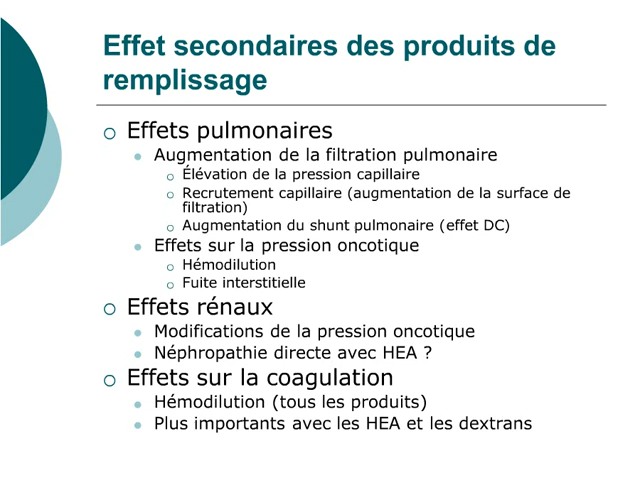 Effet secondaires des produits de
remplissage
Effets pulmonaires
Augmentation de la filtration pulmonaire
Élévation de la pression capillaire
Recrutement capillaire (augmentation de la surface de
filtration)
Augmentation du shunt pulmonaire (effet DC)
Effets sur la pression oncotique
Hémodilution
Fuite interstitielle
Effets rénaux
Modifications de la pression oncotique
Néphropathie directe avec HEA ?
Effets sur la coagulation
Hémodilution (tous les produits)
Plus importants avec les HEA et les dextrans